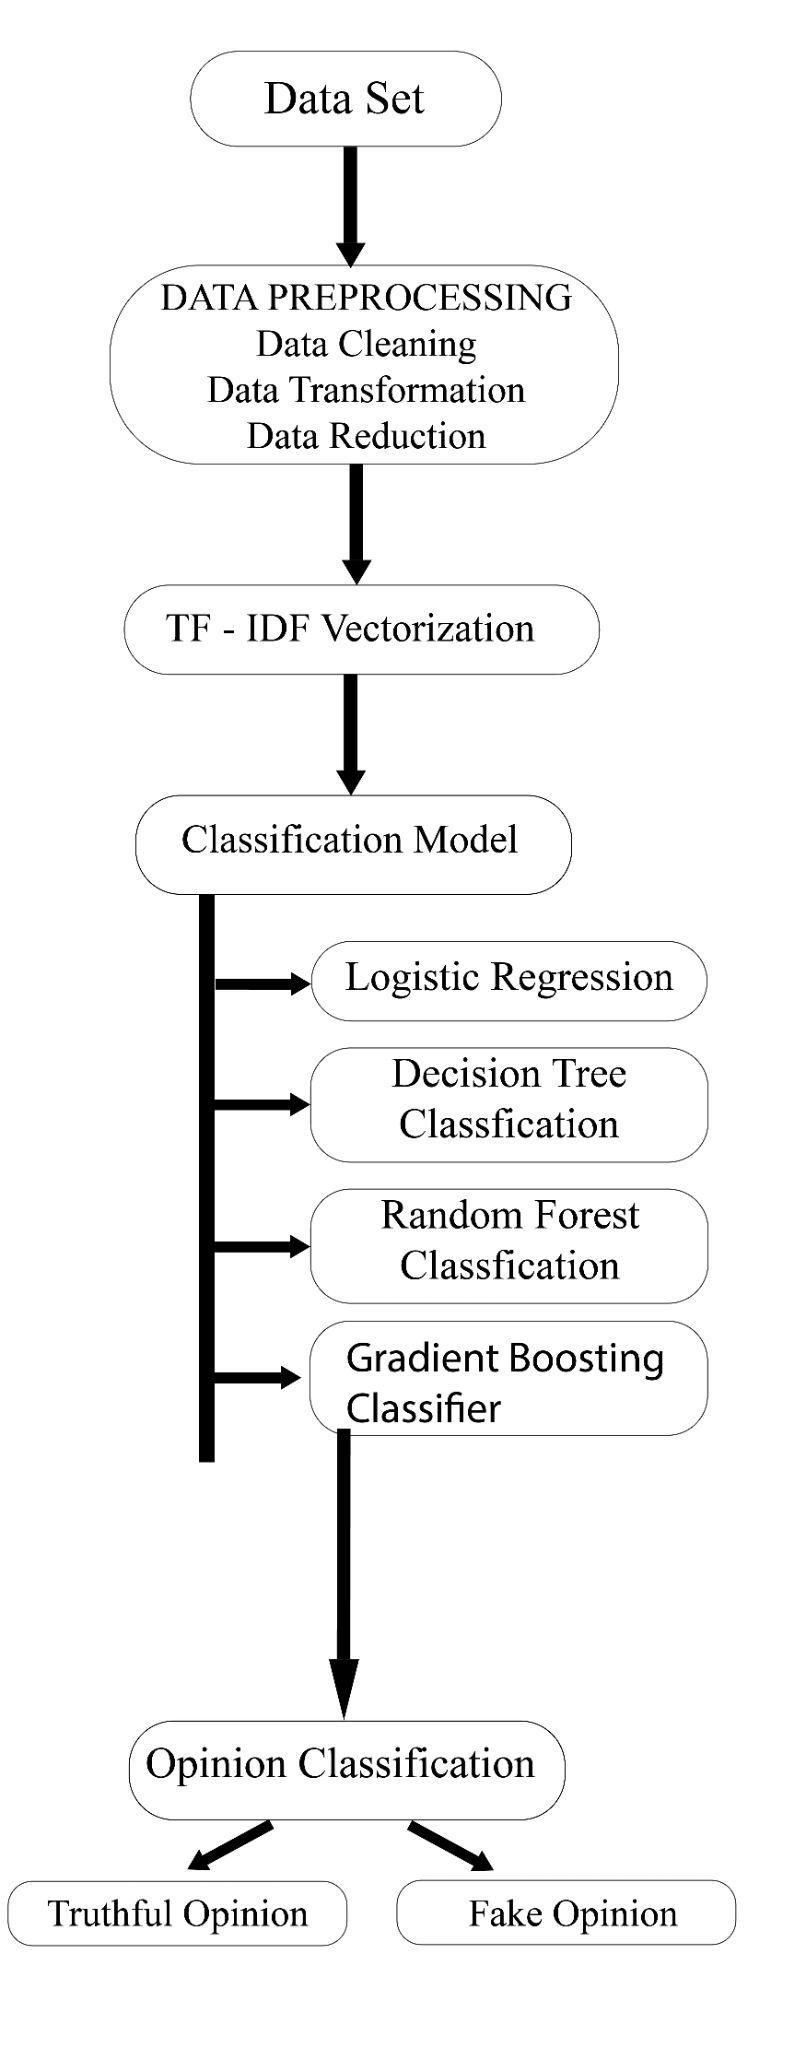 Data Set
DATA PREPROCESSING
Data Cleaning
Data Transformation
Data Reduction
TF - IDF Vectorization
Classification Model
Logistic Regression
Decision Tree
Classfication
Random Forest
Classfication
Gradient Boosting
Classifier
Opinion Classification
Truthful Opinion
Fake Opinion